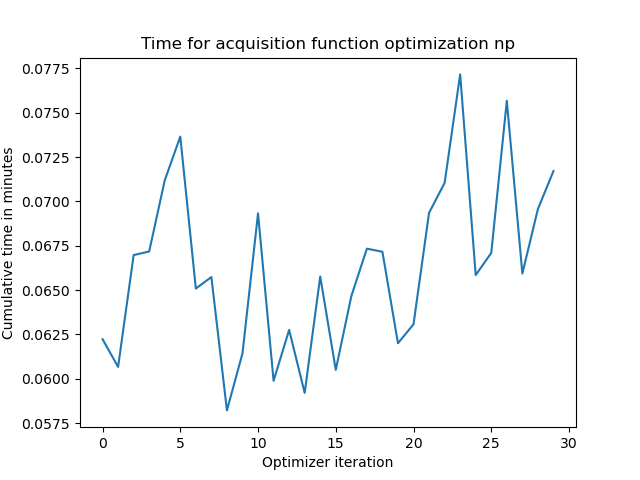 Time for acquisition function optimization np
0.0775
0.0750
0.0725
0.0700
0.0675
0.0650
0.0625
0.0600
0.0575
Cumulative time in minutes
0 5 10 15 20 25 30
Optimizer iteration